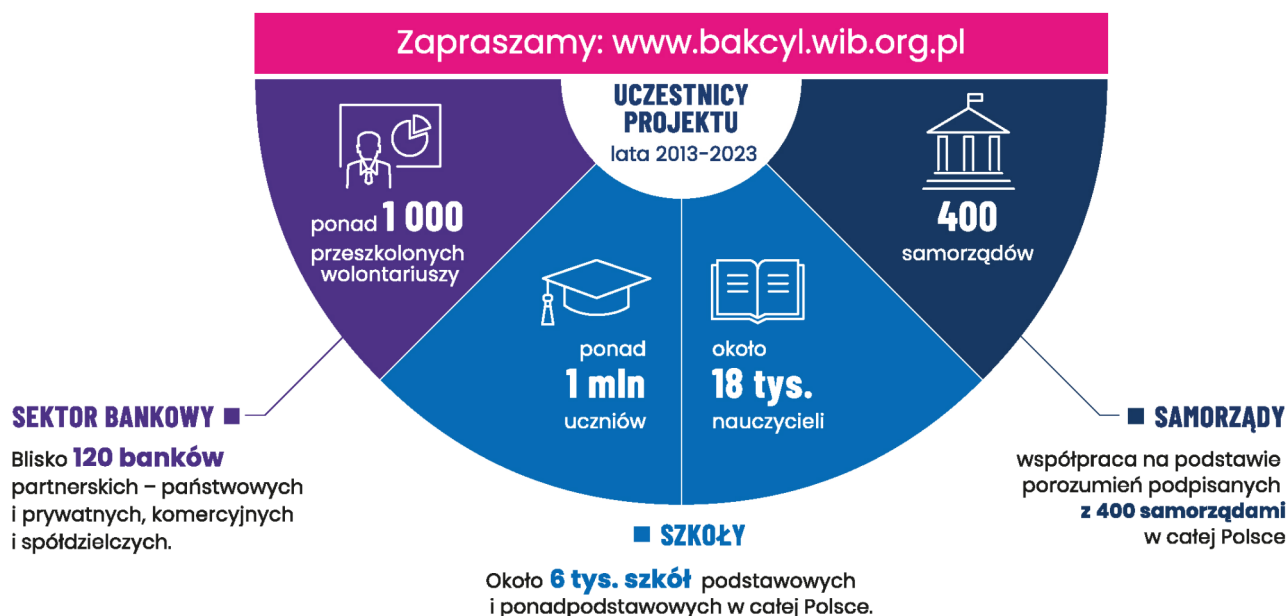 Zapraszamy: www.bakcyl.wib.org.pl
UCZESTNICY
PROJEKTU
lata 2013-2023
ponad 1 000
przeszkolonych
wolontariuszy
ponad
1 mln
uczniów
około
18 tys.
nauczycieli
400
samorządów
SEKTOR BANKOWY
Blisko 120 banków
partnerskich – państwowych
i prywatnych, komercyjnych
i spółdzielczych.
SZKOŁY
Około 6 tys. szkół podstawowych
i ponadpodstawowych w całej Polsce.
SAMORZĄDY
współpraca na podstawie
porozumień podpisanych
z 400 samorządami
w całej Polsce